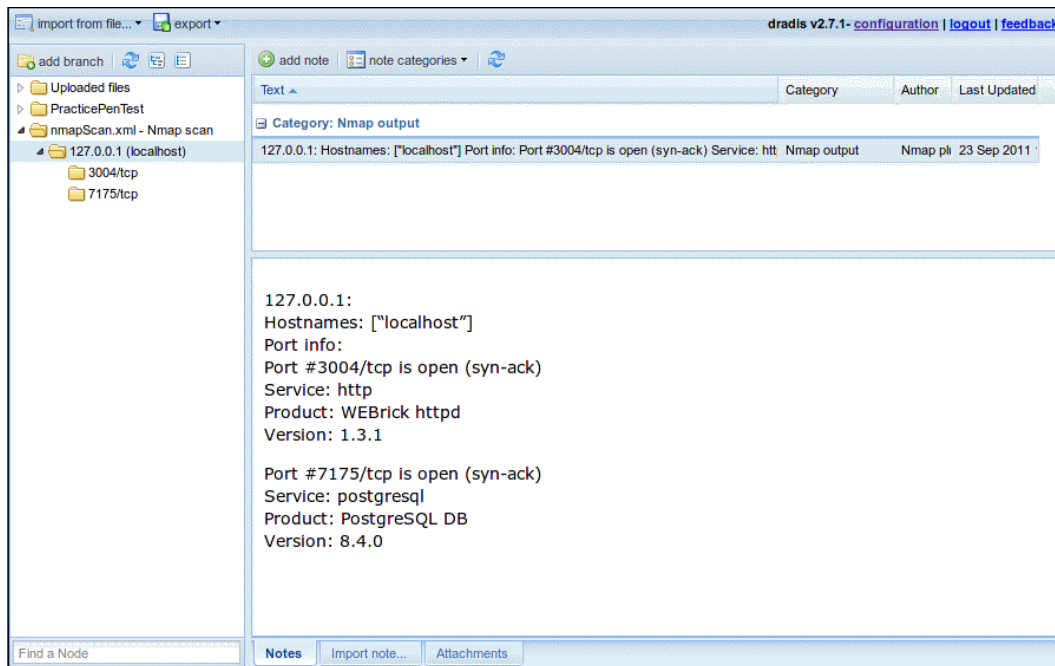 import from file... export dradis v2.7.1- configuration | logout | feedback
add branch add note note categories
Uploaded files
PracticePenTest
nmapScan.xml - Nmap scan
127.0.0.1 (localhost)
3004/tcp
7175/tcp
Text Category Author Last Updated
Category: Nmap output
127.0.0.1: Hostnames: ["localhost"] Port info: Port #3004/tcp is open (syn-ack) Service: htt Nmap output Nmap plu 23 Sep 2011
127.0.0.1:
Hostnames: [“localhost”]
Port info:
Port #3004/tcp is open (syn-ack)
Service: http
Product: WEBrick httpd
Version: 1.3.1
Port #7175/tcp is open (syn-ack)
Service: postgresql
Product: PostgreSQL DB
Version: 8.4.0
Find a Node Notes Import note... Attachments